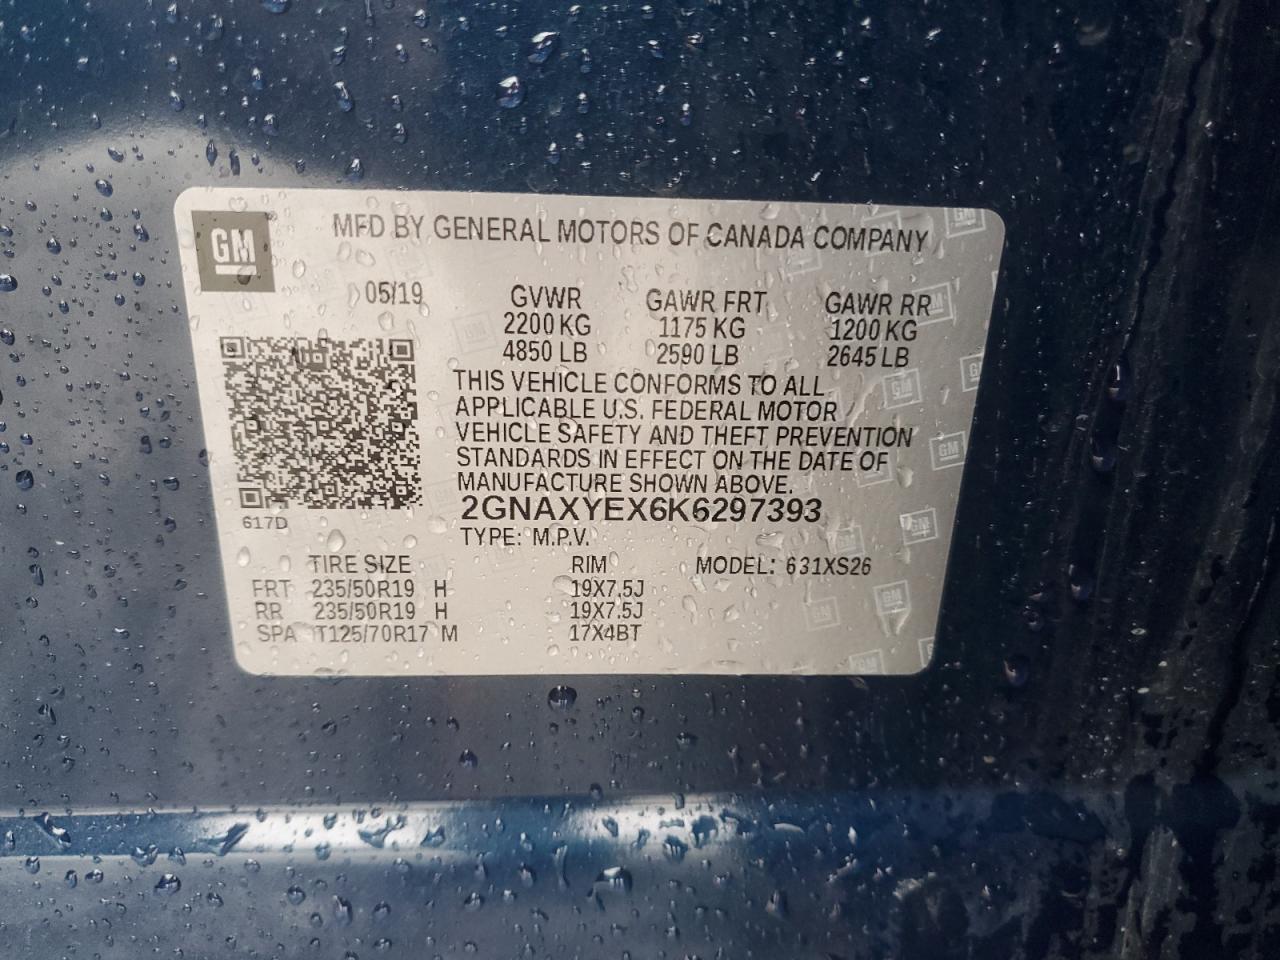 GM
MFD BY GENERAL MOTORS OF CANADA COMPANY
05/19 GVWR GAWR FRT GAWR RR
2200 KG 1175 KG 1200 KG
4850 LB 2590 LB 2645 LB
THIS VEHICLE CONFORMS TO ALL
APPLICABLE U.S. FEDERAL MOTOR
VEHICLE SAFETY AND THEFT PREVENTION
STANDARDS IN EFFECT ON THE DATE OF
MANUFACTURE SHOWN ABOVE.
2GNAXYEX6K6297393
617D
TYPE: M.P.V.
TIRE SIZE RIM MODEL: 631XS26
FRT 235/50R19 H 19X7.5J
RR 235/50R19 H 19X7.5J
SPA T125/70R17 M 17X4BT